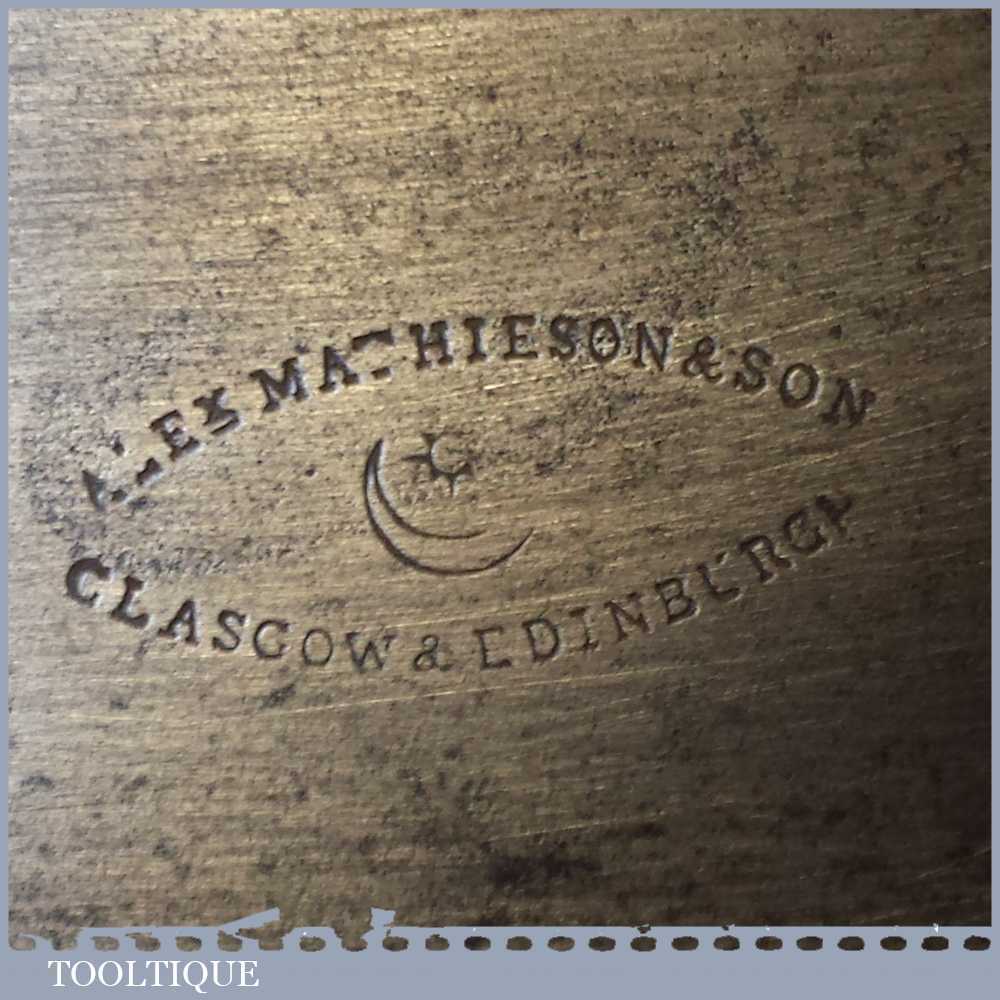 ALEX MATHIESON & SON
GLASGOW & EDINBURGH
TOOLTIQUE